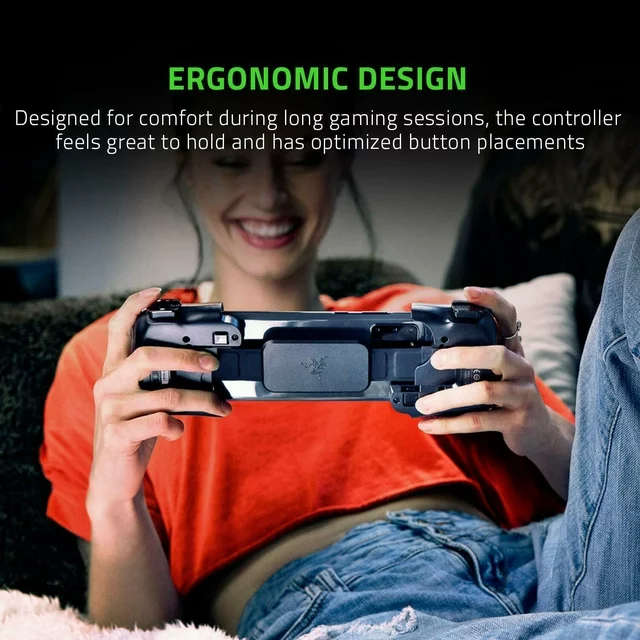 ERGONOMIC DESIGN
Designed for comfort during long gaming sessions, the controller
feels great to hold and has optimized button placements